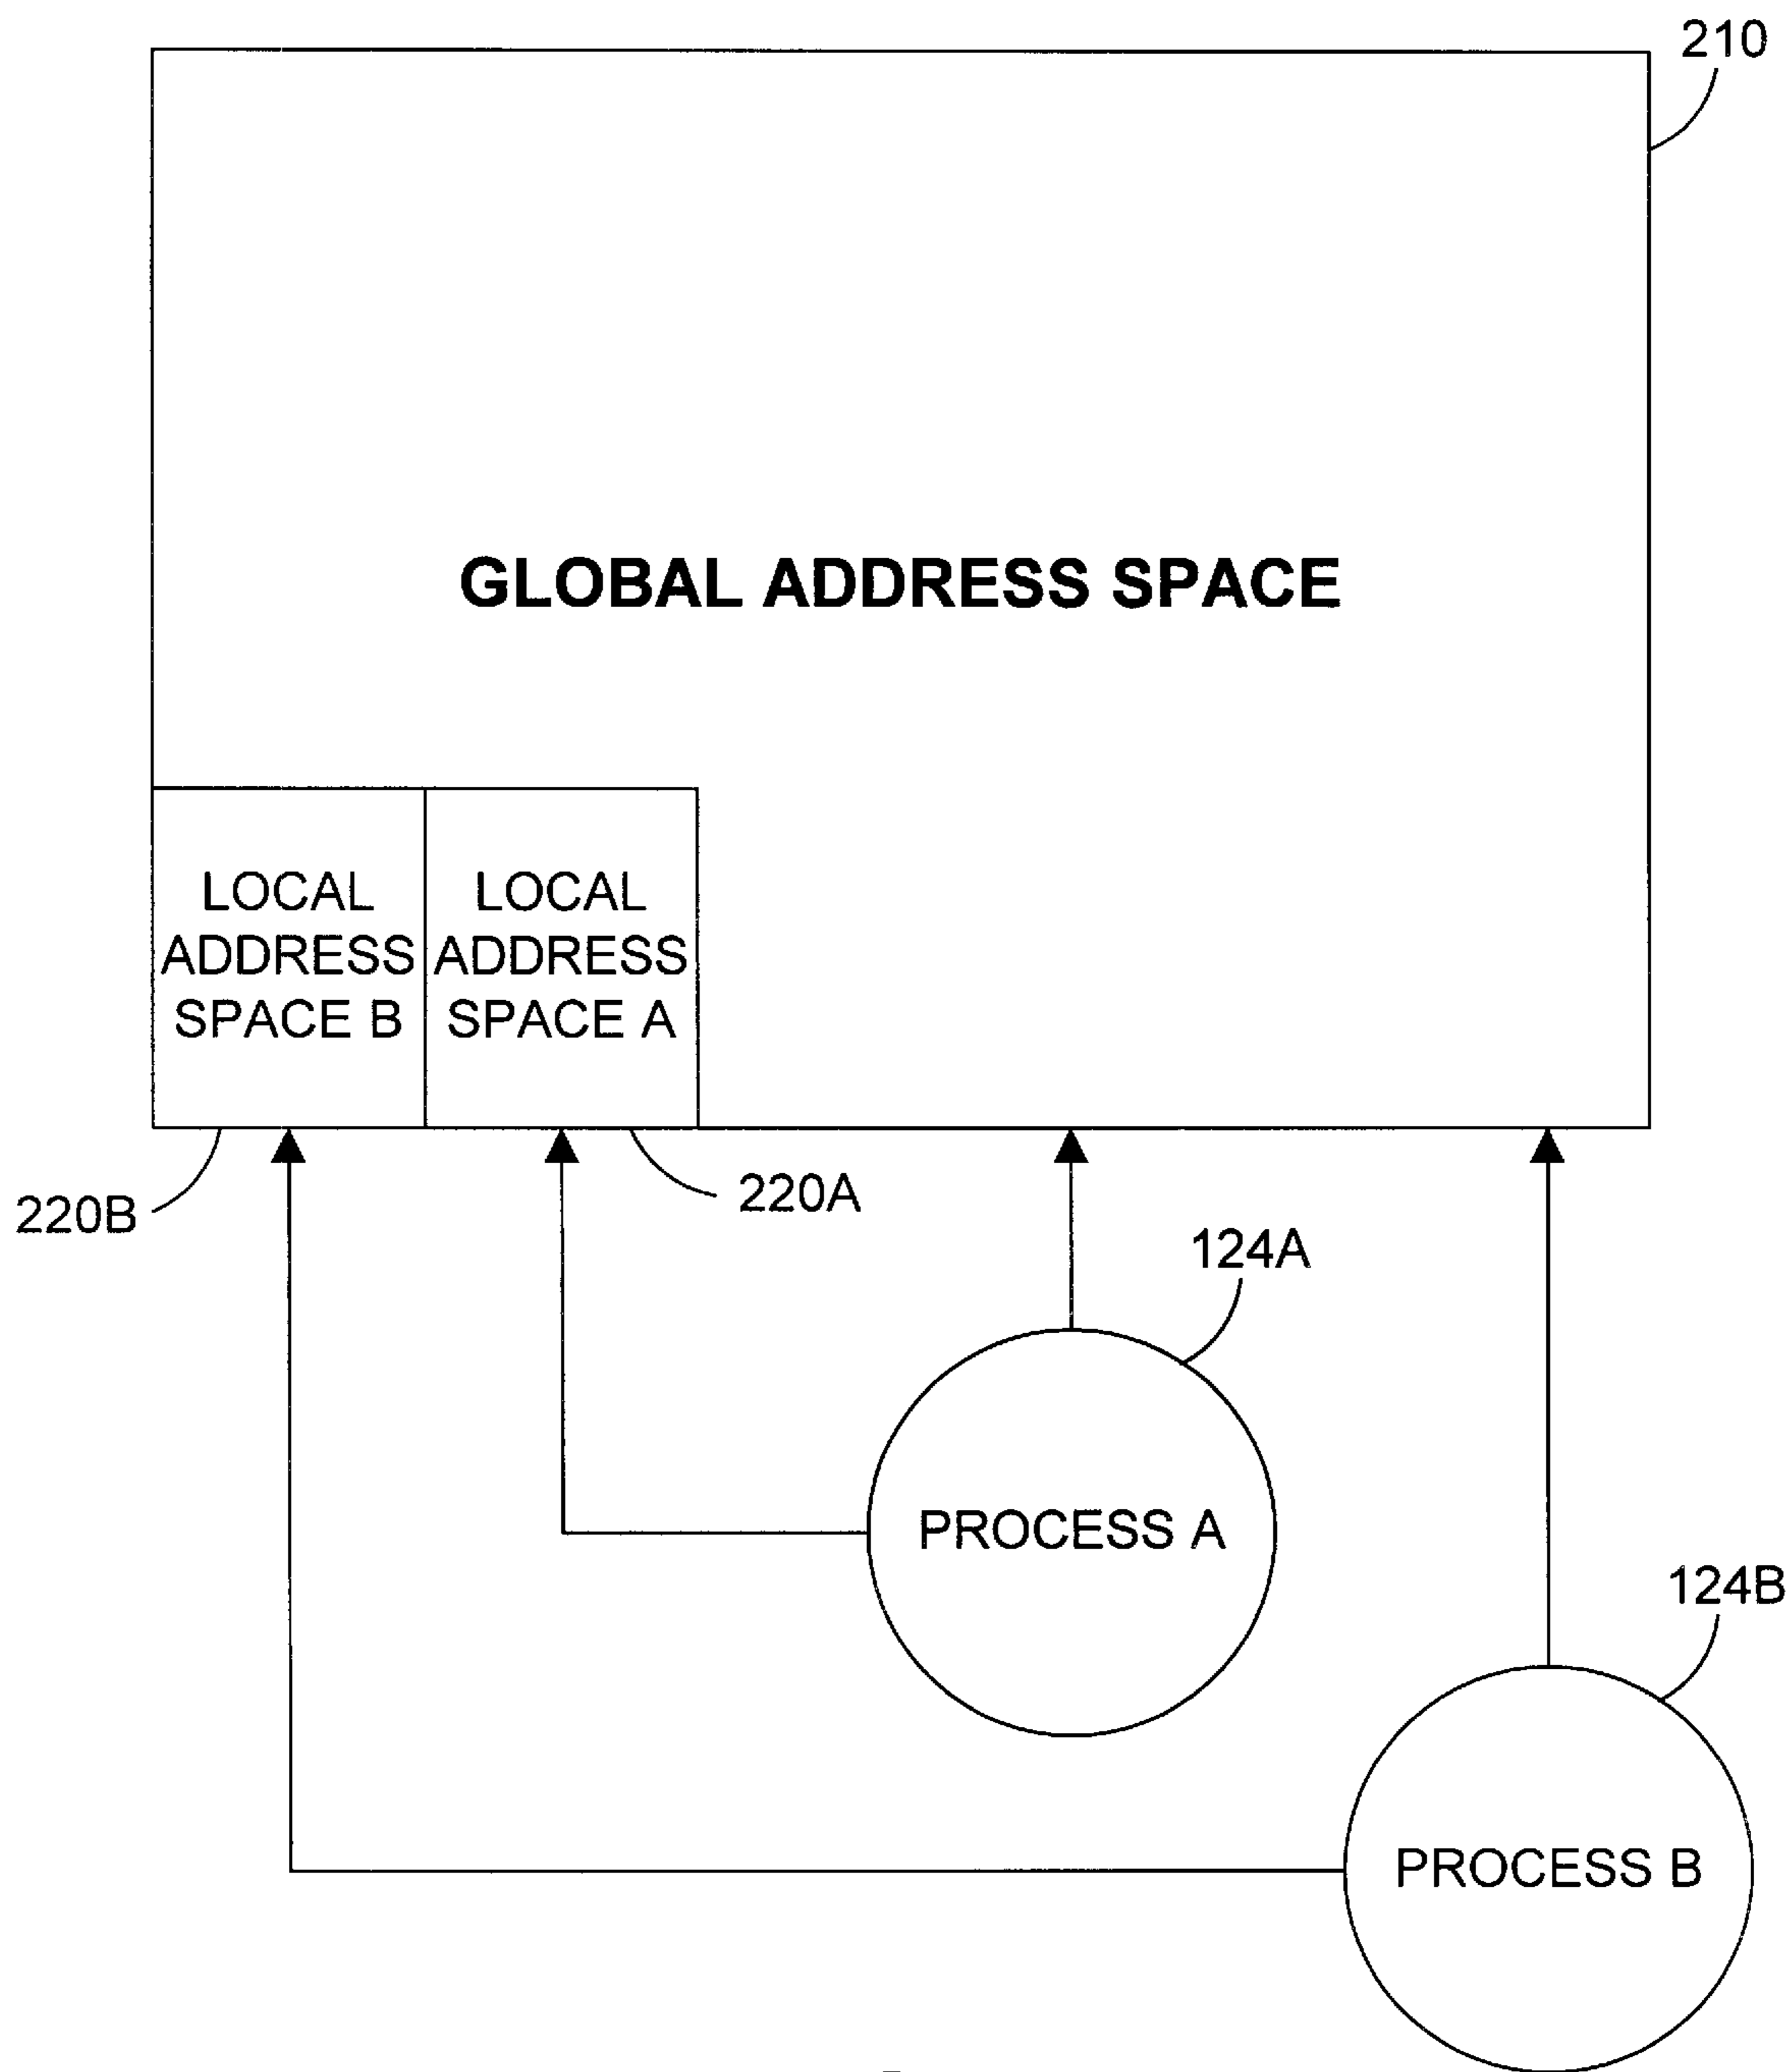 210
GLOBAL ADDRESS SPACE
LOCAL
ADDRESS
SPACE B
LOCAL
ADDRESS
SPACE A
220B
220A
124A
PROCESS A
124B
PROCESS B